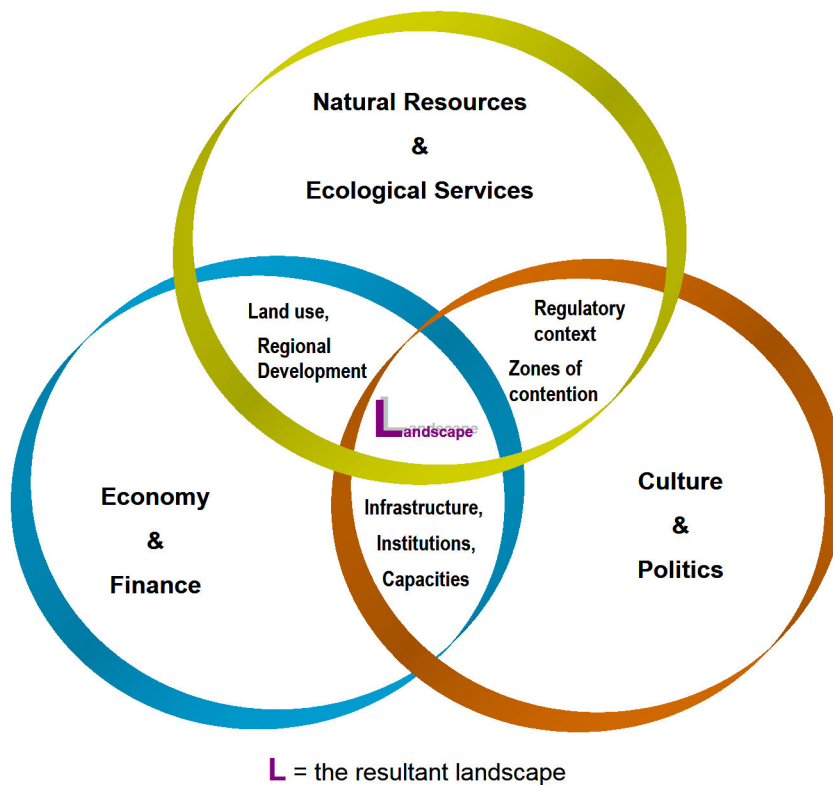 Natural Resources
&
Ecological Services
Land use,
Regional
Development
Regulatory
context
Zones of
contention
Landscape
Economy
&
Finance
Infrastructure,
Institutions,
Capacities
Culture
&
Politics
L = the resultant landscape